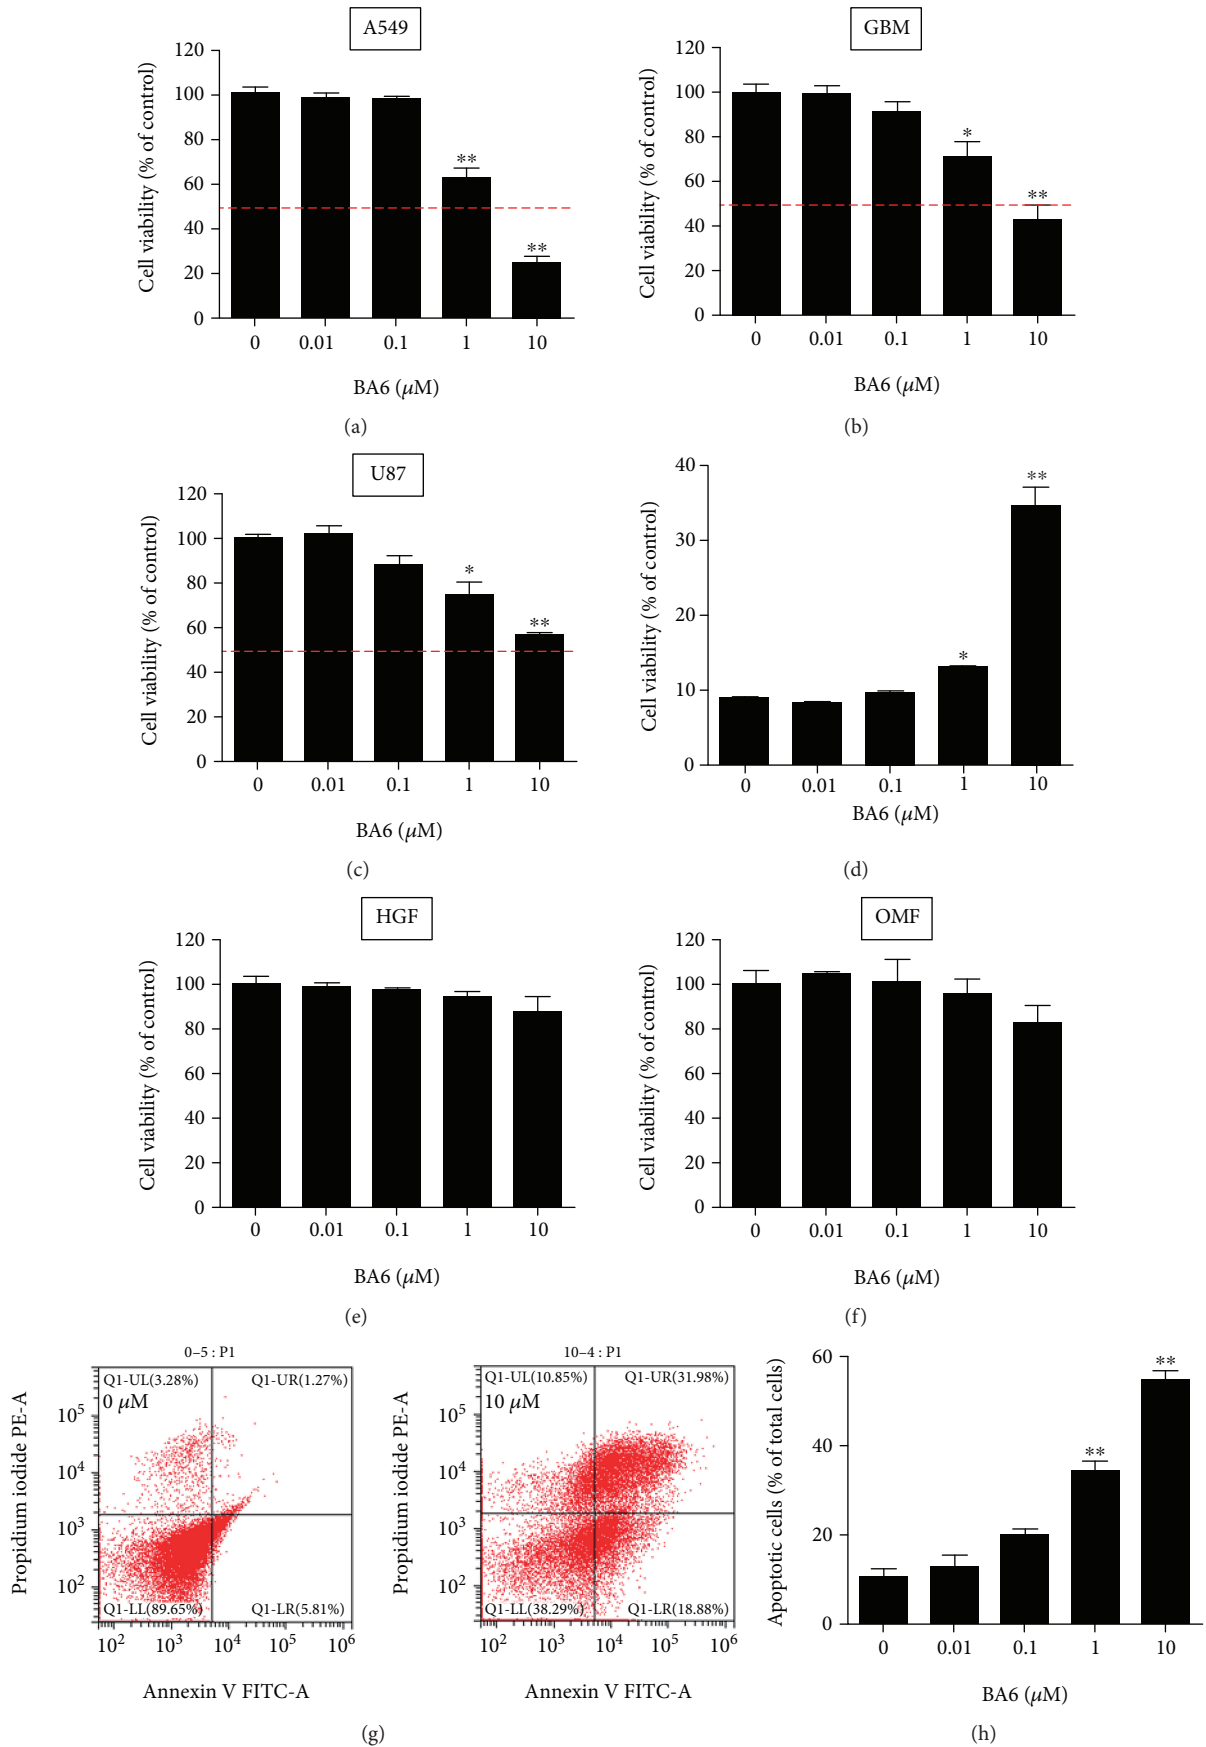 A549
120
100
80
60
40
20
0
Cell viability (% of control)
**
**
0 0.01 0.1 1 10
BA6 (μM)
(a)
GBM
120
100
80
60
40
20
0
Cell viability (% of control)
*
**
0 0.01 0.1 1 10
BA6 (μM)
(b)
U87
120
100
80
60
40
20
0
Cell viability (% of control)
*
**
0 0.01 0.1 1 10
BA6 (μM)
(c)
40
30
20
10
0
Cell viability (% of control)
*
**
0 0.01 0.1 1 10
BA6 (μM)
(d)
HGF
120
100
80
60
40
20
0
Cell viability (% of control)
0 0.01 0.1 1 10
BA6 (μM)
(e)
OMF
120
100
80
60
40
20
0
Cell viability (% of control)
0 0.01 0.1 1 10
BA6 (μM)
(f)
0–5 : P1
Q1-UL(3.28%) Q1-UR(1.27%)
0 μM
10⁵
10⁴
10³
10²
Propidium iodide PE-A
Q1-LL(89.65%) Q1-LR(5.81%)
10² 10³ 10⁴ 10⁵ 10⁶
Annexin V FITC-A
10–4 : P1
Q1-UL(10.85%) Q1-UR(31.98%)
10 μM
10⁵
10⁴
10³
10²
Propidium iodide PE-A
Q1-LL(38.29%) Q1-LR(18.88%)
10² 10³ 10⁴ 10⁵ 10⁶
Annexin V FITC-A
(g)
60
40
20
0
Apoptotic cells (% of total cells)
**
**
0 0.01 0.1 1 10
BA6 (μM)
(h)